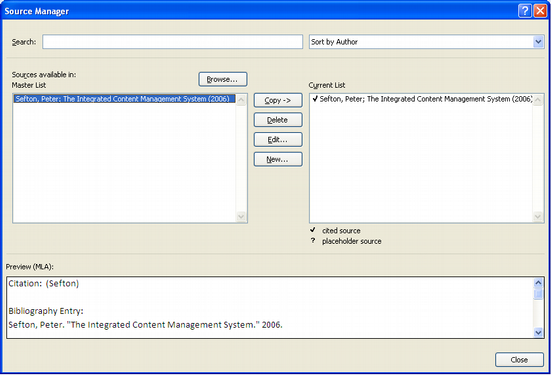 Source Manager
Search:
Sort by Author
Sources available in:
Master List
Browse...
Current List
Sefton, Peter; The Integrated Content Management System (2006)
Copy ->
Delete
Edit...
New...
✓ Sefton, Peter; The Integrated Content Management System (2006)
✓ cited source
? placeholder source
Preview (MLA):
Citation: (Sefton)
Bibliography Entry:
Sefton, Peter. "The Integrated Content Management System." 2006.
Close